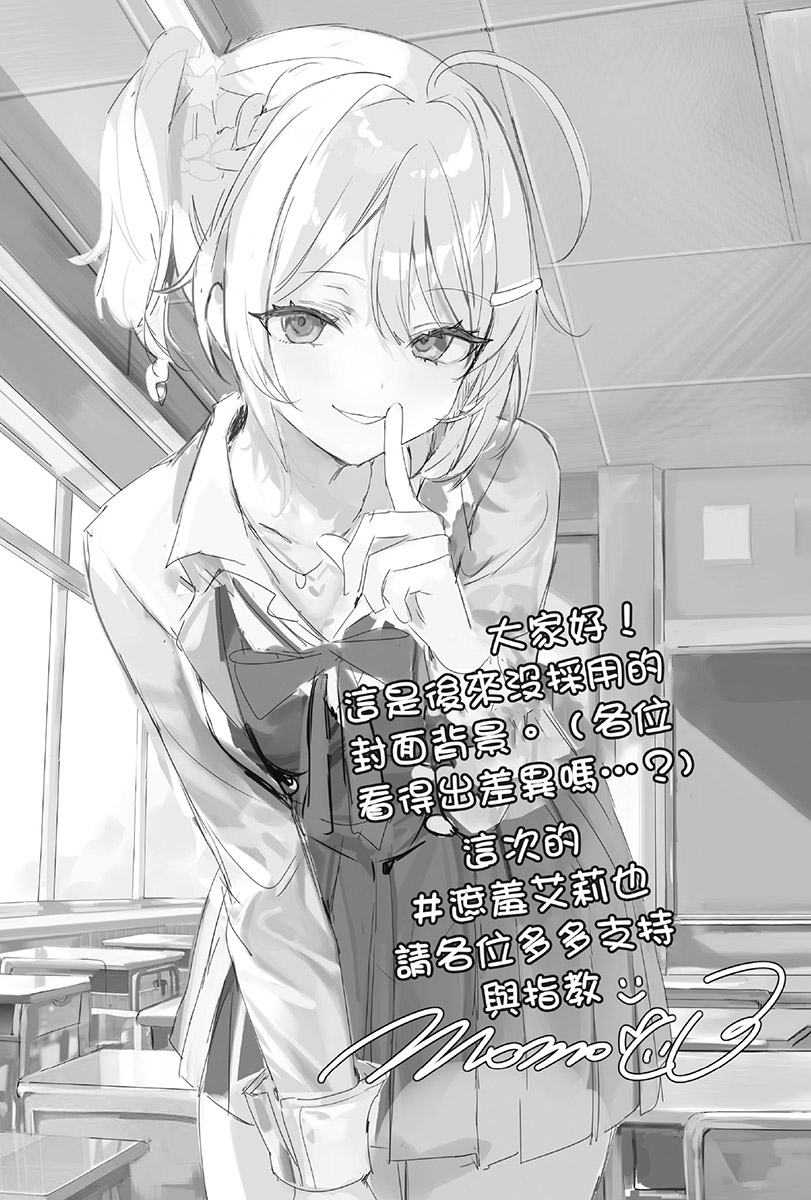 大家好！
這是後來沒採用的
封面背景。（各位
看得出差異嗎…？）
這次的
#遮羞艾莉也
請各位多多支持
與指教
Momo